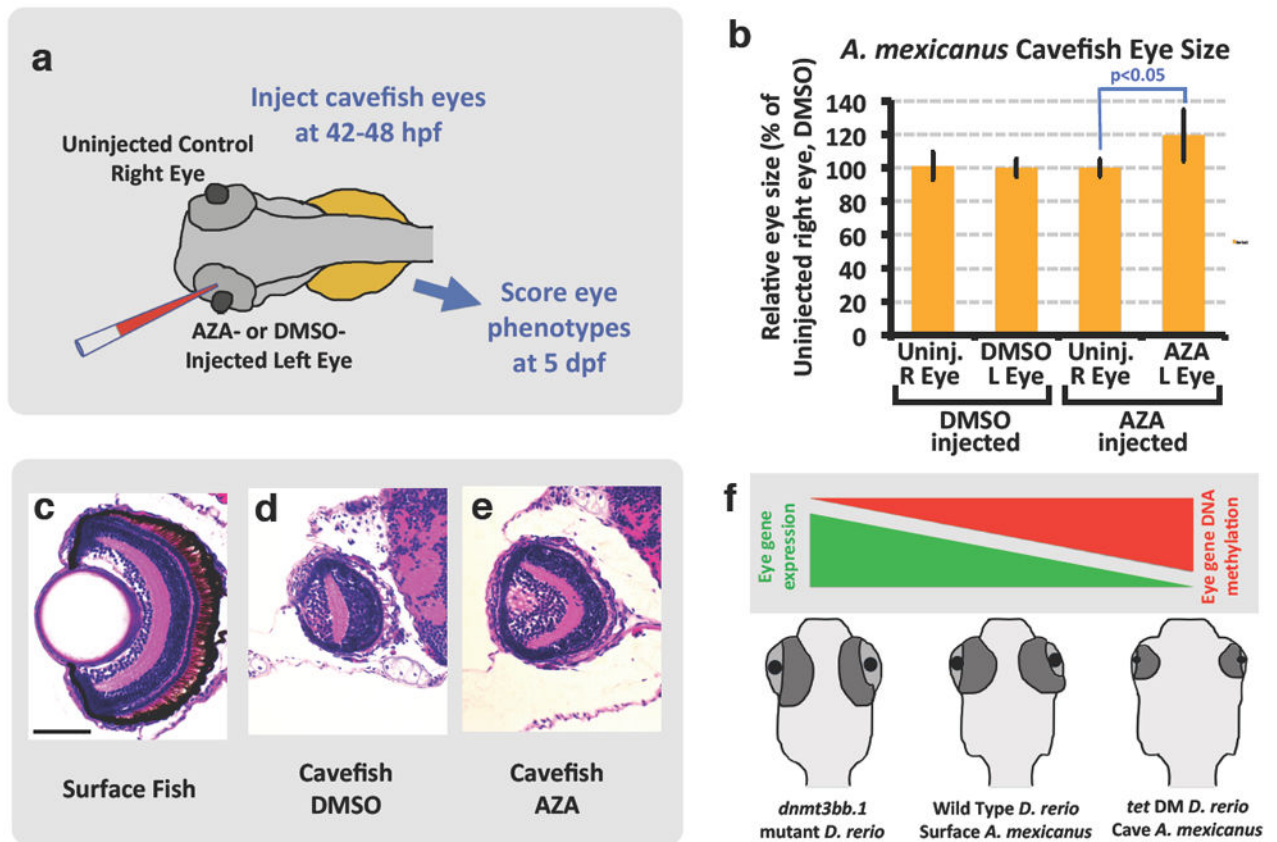 a
Inject cavefish eyes
at 42-48 hpf
Uninjected Control
Right Eye
AZA- or DMSO-
Injected Left Eye
Score eye
phenotypes
at 5 dpf
b
A. mexicanus Cavefish Eye Size
p<0.05
Relative eye size (% of
Uninjected right eye, DMSO)
140
120
100
80
60
40
20
0
Uninj.
R Eye
DMSO
L Eye
Uninj.
R Eye
AZA
L Eye
DMSO
injected
AZA
injected
c
Surface Fish
d
Cavefish
DMSO
e
Cavefish
AZA
f
Eye gene
expression
Eye gene DNA
methylation
dnmt3bb.1
mutant D. rerio
Wild Type D. rerio
Surface A. mexicanus
tet DM D. rerio
Cave A. mexicanus